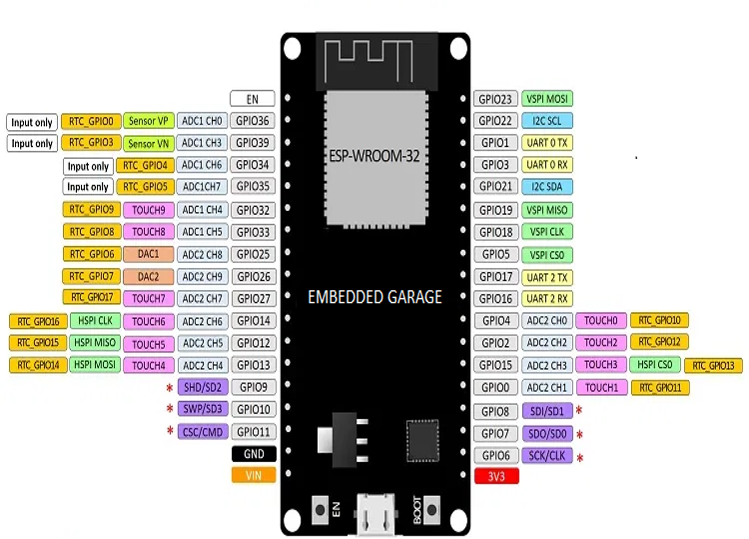 EN GPIO23 VSPI MOSI
Input only RTC_GPIO0 Sensor VP ADC1 CH0 GPIO36 GPIO22 I2C SCL
Input only RTC_GPIO3 Sensor VN ADC1 CH3 GPIO39 GPIO1 UART 0 TX
Input only RTC_GPIO4 ADC1 CH6 GPIO34 ESP-WROOM-32 GPIO3 UART 0 RX
Input only RTC_GPIO5 ADC1CH7 GPIO35 GPIO21 I2C SDA
RTC_GPIO9 TOUCH9 ADC1 CH4 GPIO32 GPIO19 VSPI MISO
RTC_GPIO8 TOUCH8 ADC1 CH5 GPIO33 GPIO18 VSPI CLK
RTC_GPIO6 DAC1 ADC2 CH8 GPIO25 GPIO5 VSPI CS0
RTC_GPIO7 DAC2 ADC2 CH9 GPIO26 GPIO17 UART 2 TX
RTC_GPIO17 TOUCH7 ADC2 CH7 GPIO27 EMBEDDED GARAGE GPIO16 UART 2 RX
RTC_GPIO16 HSPI CLK TOUCH6 ADC2 CH6 GPIO14 GPIO4 ADC2 CH0 TOUCH0 RTC_GPIO10
RTC_GPIO15 HSPI MISO TOUCH5 ADC2 CH5 GPIO12 GPIO2 ADC2 CH2 TOUCH2 RTC_GPIO12
RTC_GPIO14 HSPI MOSI TOUCH4 ADC2 CH4 GPIO13 GPIO15 ADC2 CH3 TOUCH3 HSPI CS0 RTC_GPIO13
* SHD/SD2 GPIO9 GPIO0 ADC2 CH1 TOUCH1 RTC_GPIO11
* SWP/SD3 GPIO10 GPIO8 SDI/SD1 *
* CSC/CMD GPIO11 GPIO7 SDO/SD0 *
GND GPIO6 SCK/CLK *
VIN 3V3
EN BOOT